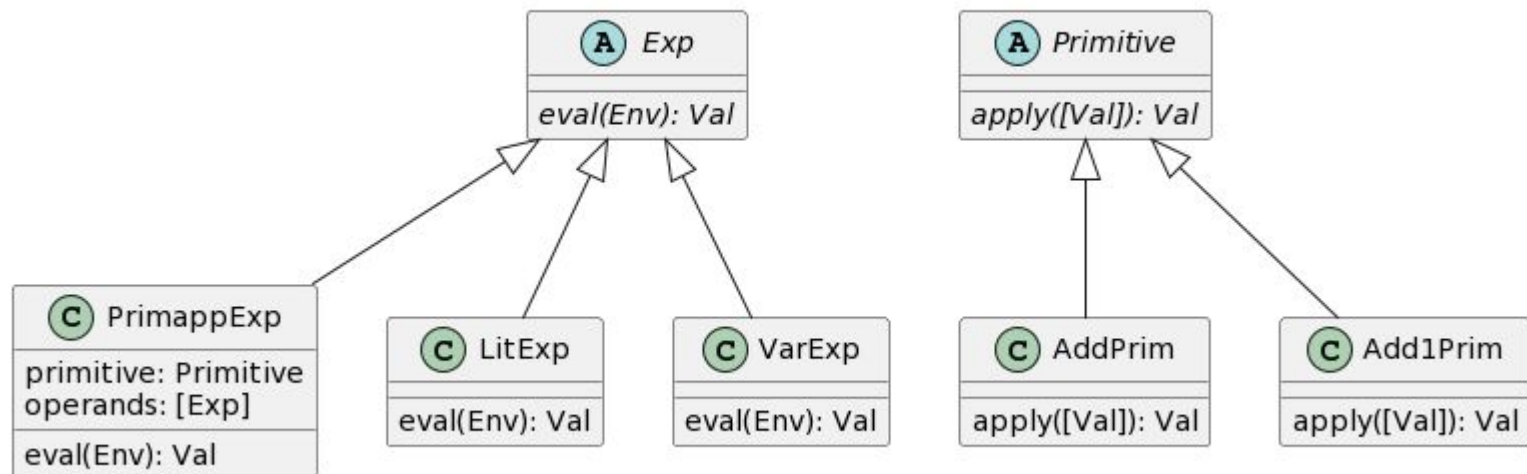 A Exp
eval(Env): Val
A Primitive
apply([Val]): Val
C PrimappExp
primitive: Primitive
operands: [Exp]
eval(Env): Val
C LitExp
eval(Env): Val
C VarExp
eval(Env): Val
C AddPrim
apply([Val]): Val
C Add1Prim
apply([Val]): Val